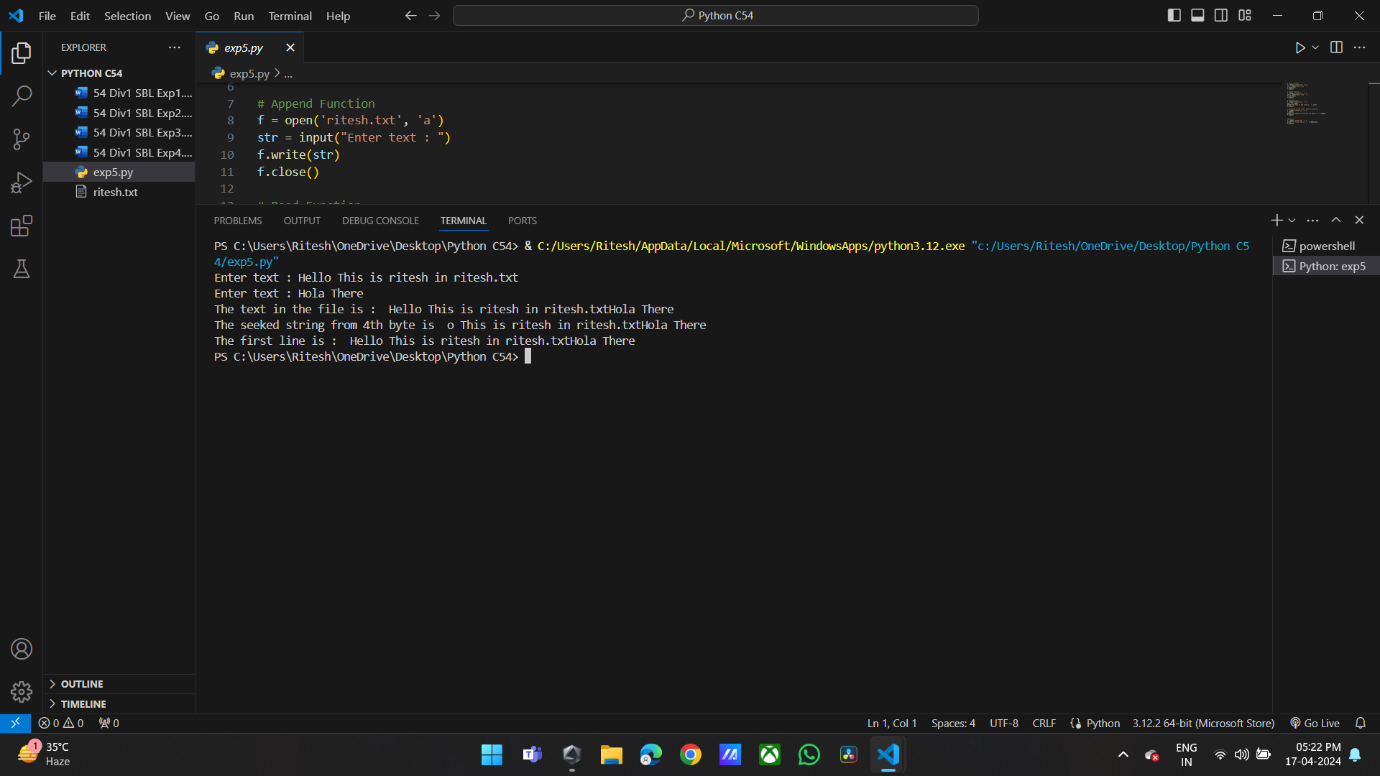 File Edit Selection View Go Run Terminal Help
Python C54
EXPLORER
exp5.py
PYTHON C54
exp5.py > ...
54 Div1 SBL Exp1....
54 Div1 SBL Exp2....
54 Div1 SBL Exp3....
54 Div1 SBL Exp4....
exp5.py
ritesh.txt
6
7 # Append Function
8 f = open('ritesh.txt', 'a')
9 str = input("Enter text : ")
10 f.write(str)
11 f.close()
12
PROBLEMS OUTPUT DEBUG CONSOLE TERMINAL PORTS
PS C:\Users\Ritesh\OneDrive\Desktop\Python C54> & C:/Users/Ritesh/AppData/Local/Microsoft/WindowsApps/python3.12.exe "c:/Users/Ritesh/OneDrive/Desktop/Python C5
4/exp5.py"
Enter text : Hello This is ritesh in ritesh.txt
Enter text : Hola There
The text in the file is :  Hello This is ritesh in ritesh.txtHola There
The seeked string from 4th byte is  o This is ritesh in ritesh.txtHola There
The first line is :  Hello This is ritesh in ritesh.txtHola There
PS C:\Users\Ritesh\OneDrive\Desktop\Python C54>
powershell
Python: exp5
OUTLINE
TIMELINE
0 0 0
Ln 1, Col 1 Spaces: 4 UTF-8 CRLF Python 3.12.2 64-bit (Microsoft Store) Go Live
1
35°C
Haze
ENG
IN
05:22 PM
17-04-2024